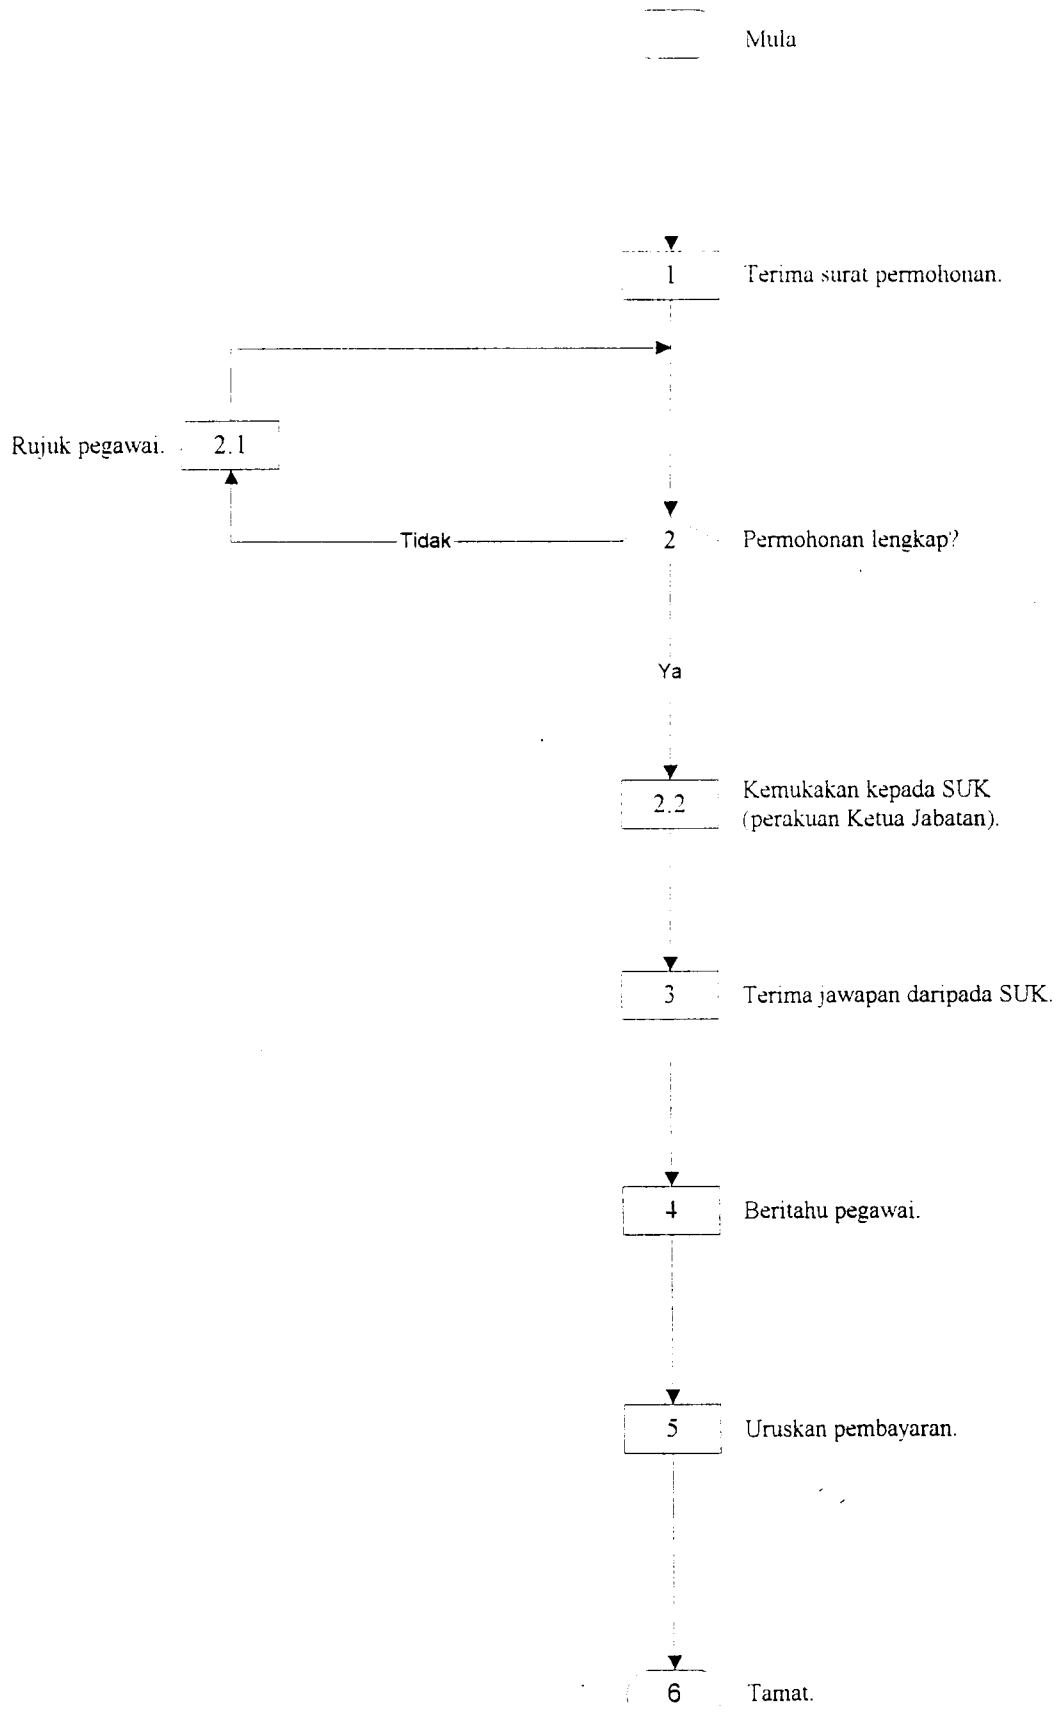 Mula
1 Terima surat permohonan.
Rujuk pegawai. 2.1
Tidak 2 Permohonan lengkap?
Ya
2.2 Kemukakan kepada SUK
(perakuan Ketua Jabatan).
3 Terima jawapan daripada SUK.
4 Beritahu pegawai.
5 Uruskan pembayaran.
6 Tamat.